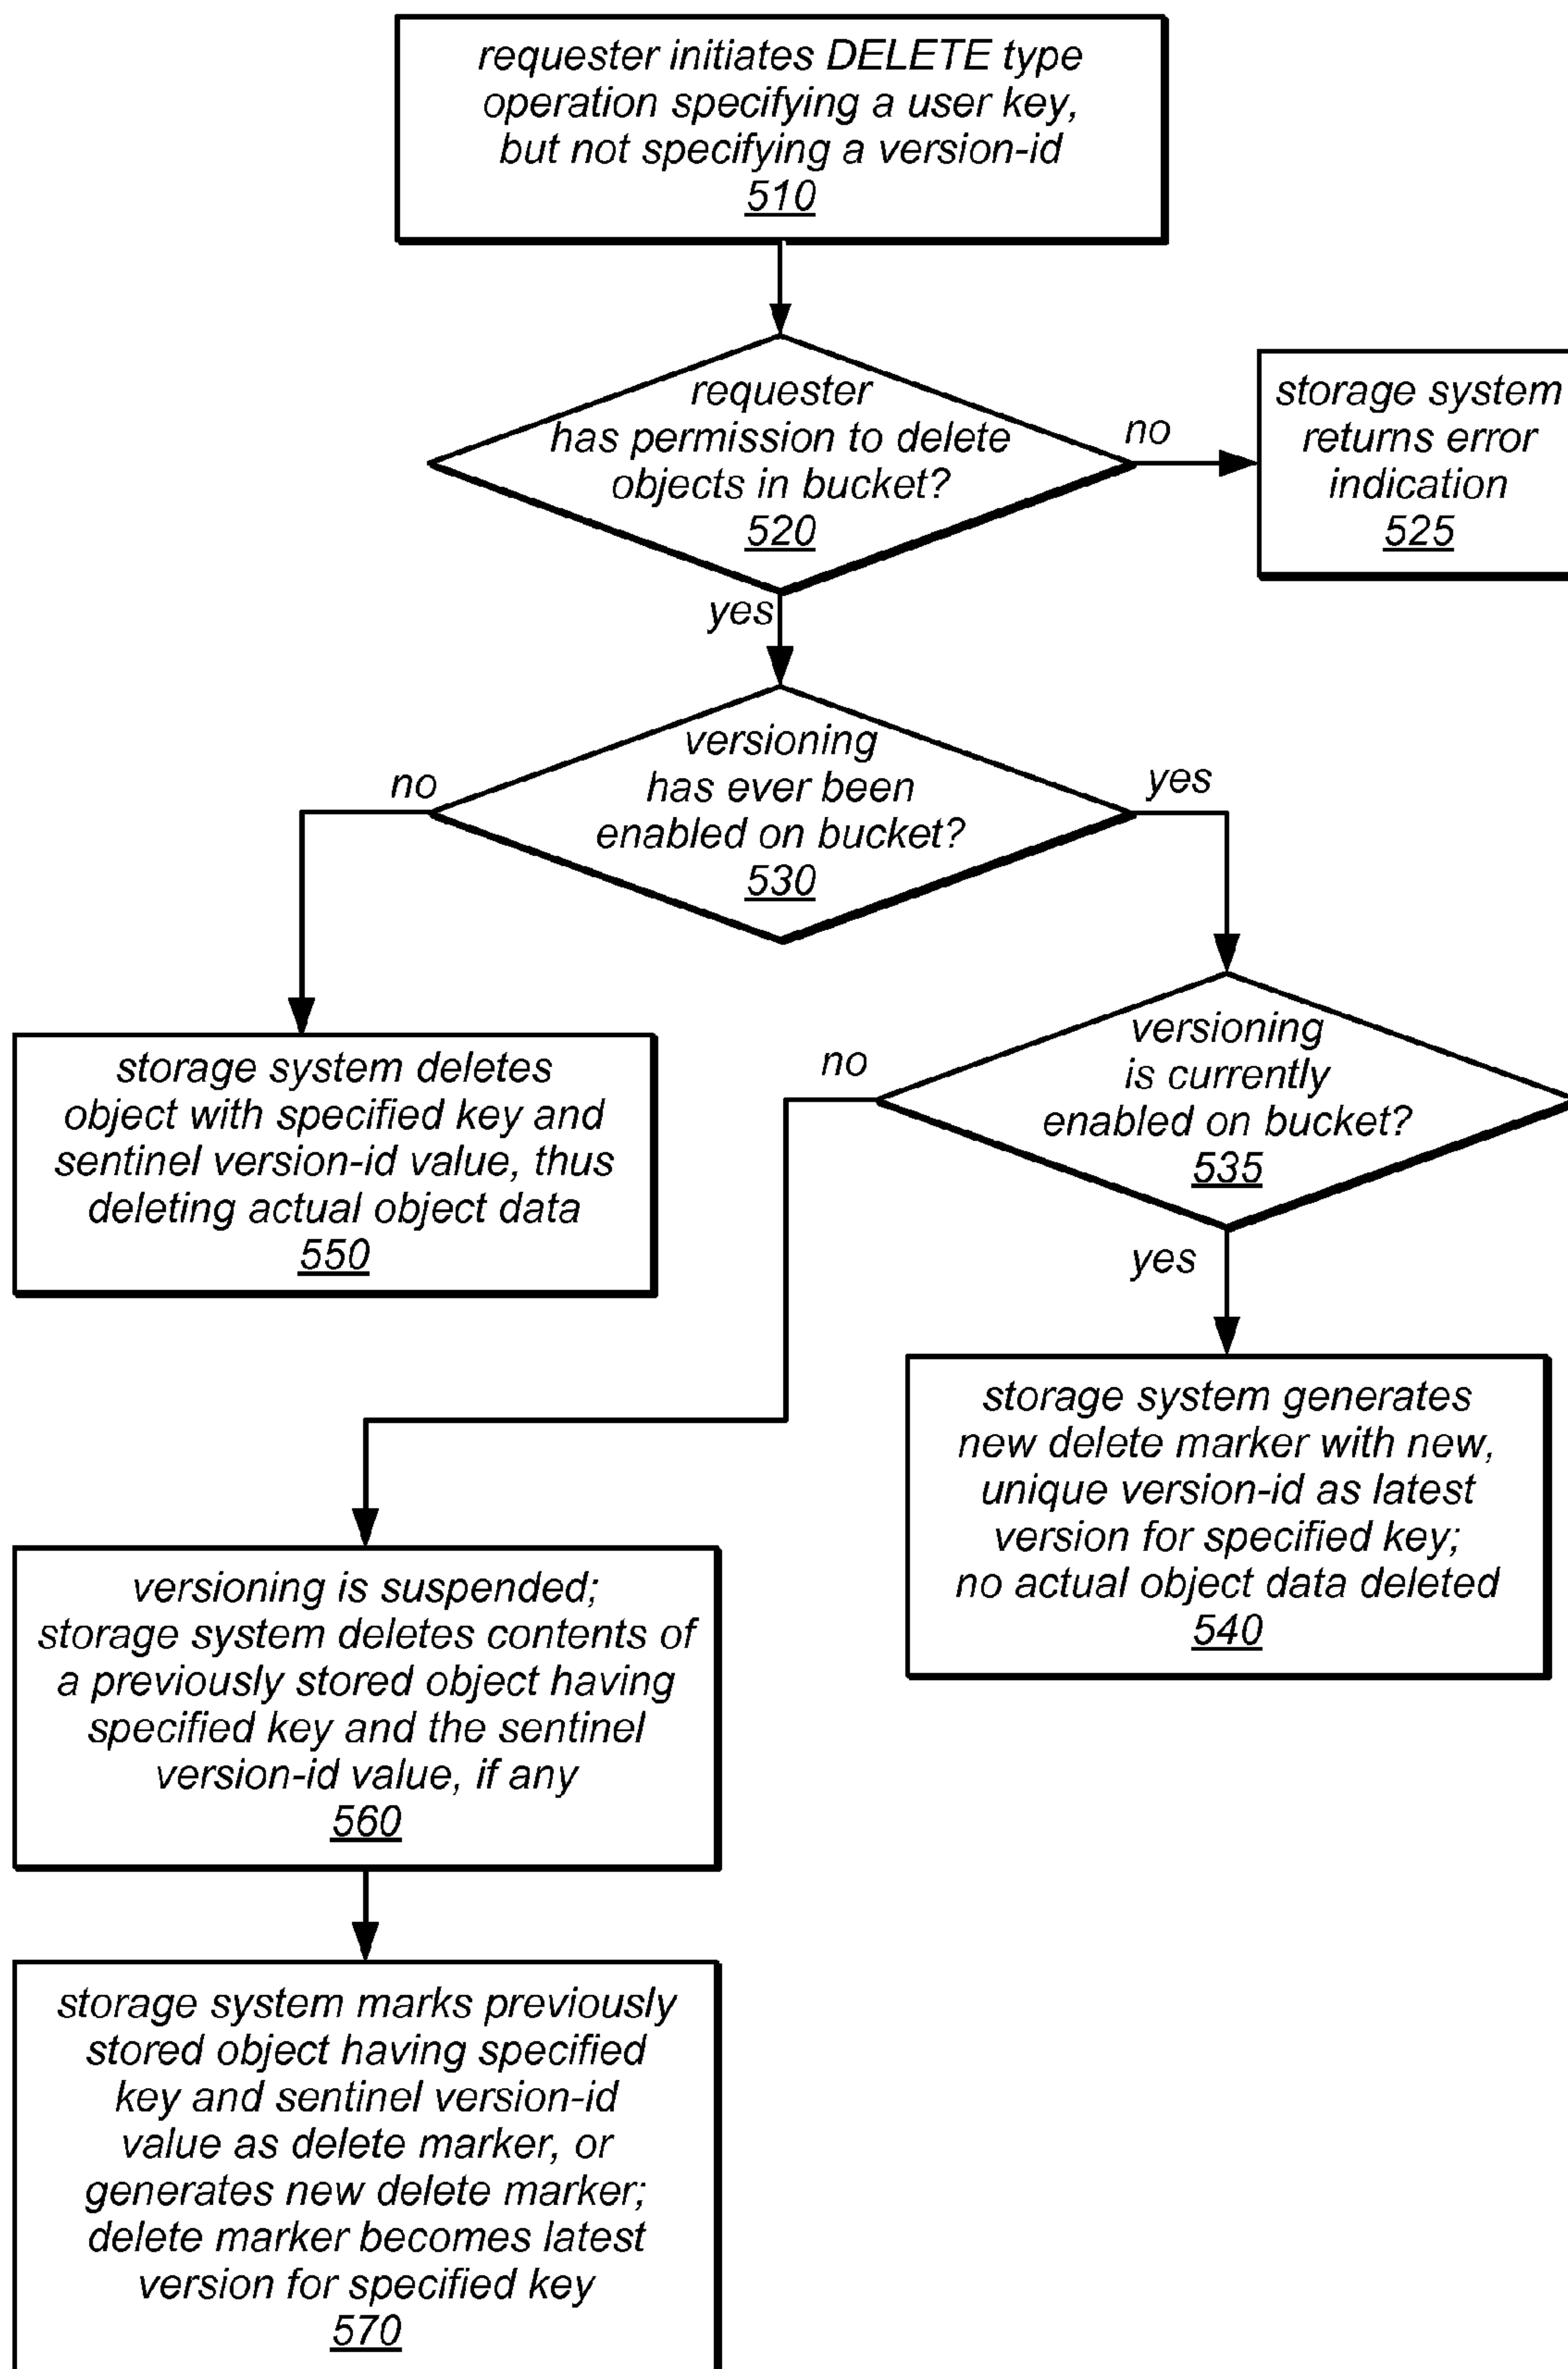 requester initiates DELETE type
operation specifying a user key,
but not specifying a version-id
510
requester
has permission to delete
objects in bucket?
520
no
storage system
returns error
indication
525
yes
versioning
has ever been
enabled on bucket?
530
no
yes
storage system deletes
object with specified key and
sentinel version-id value, thus
deleting actual object data
550
versioning
is currently
enabled on bucket?
535
no
yes
storage system generates
new delete marker with new,
unique version-id as latest
version for specified key;
no actual object data deleted
540
versioning is suspended;
storage system deletes contents of
a previously stored object having
specified key and the sentinel
version-id value, if any
560
storage system marks previously
stored object having specified
key and sentinel version-id
value as delete marker, or
generates new delete marker;
delete marker becomes latest
version for specified key
570